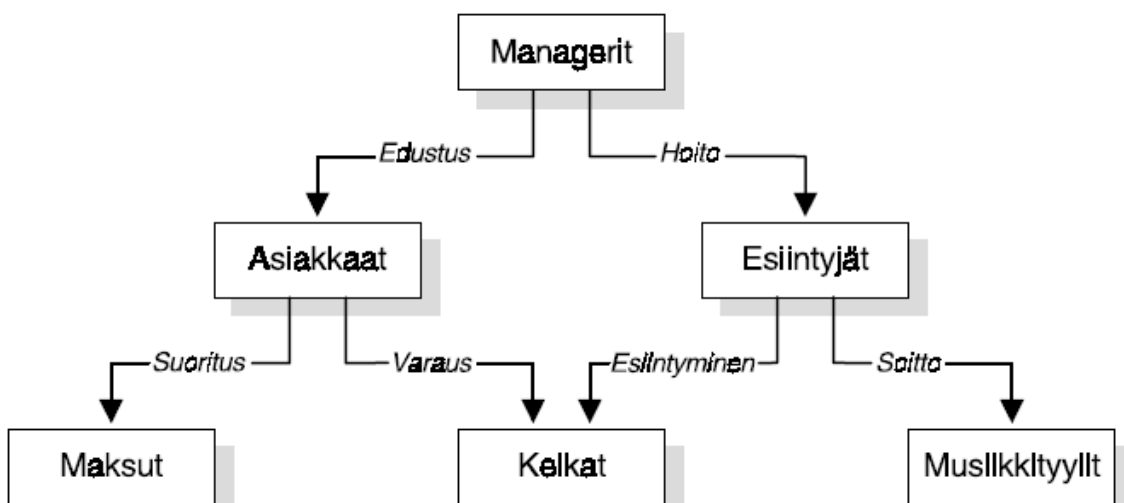 Managerit
Edustus
Hoito
Asiakkaat
Esiintyjät
Suoritus
Varaus
Esiintyminen
Soitto
Maksut
Keikat
Musiikkityylit